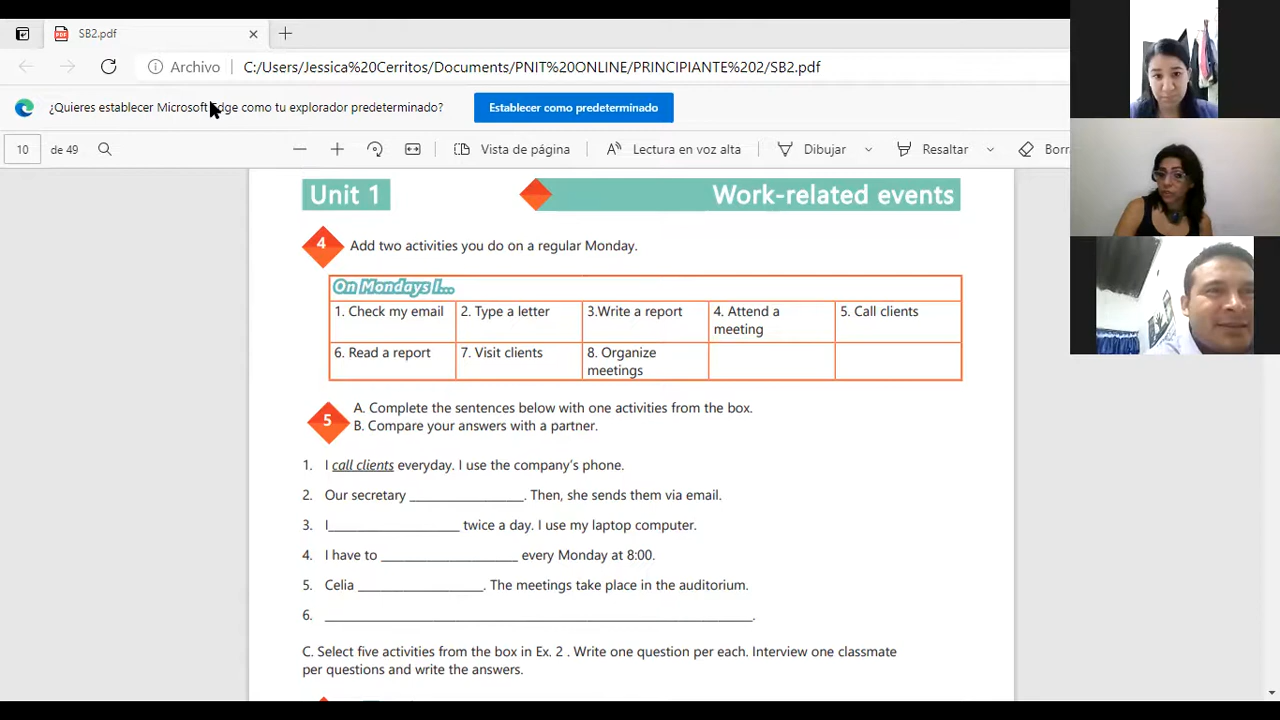 SB2.pdf
Archivo C:/Users/Jessica%20Cerritos/Documents/PNIT%20ONLINE/PRINCIPIANTE%202/SB2.pdf
¿Quieres establecer Microsoft Edge como tu explorador predeterminado? Establecer como predeterminado
10 de 49 Vista de página Lectura en voz alta Dibujar Resaltar Borr
Unit 1 Work-related events
4 Add two activities you do on a regular Monday.
On Mondays I...
1. Check my email 2. Type a letter 3.Write a report 4. Attend a meeting 5. Call clients
6. Read a report 7. Visit clients 8. Organize meetings
5 A. Complete the sentences below with one activities from the box.
B. Compare your answers with a partner.
1. I call clients everyday. I use the company's phone.
2. Our secretary _________________. Then, she sends them via email.
3. I____________________ twice a day. I use my laptop computer.
4. I have to _____________________ every Monday at 8:00.
5. Celia ___________________. The meetings take place in the auditorium.
6. __________________________________________________________________.
C. Select five activities from the box in Ex. 2 . Write one question per each. Interview one classmate
per questions and write the answers.